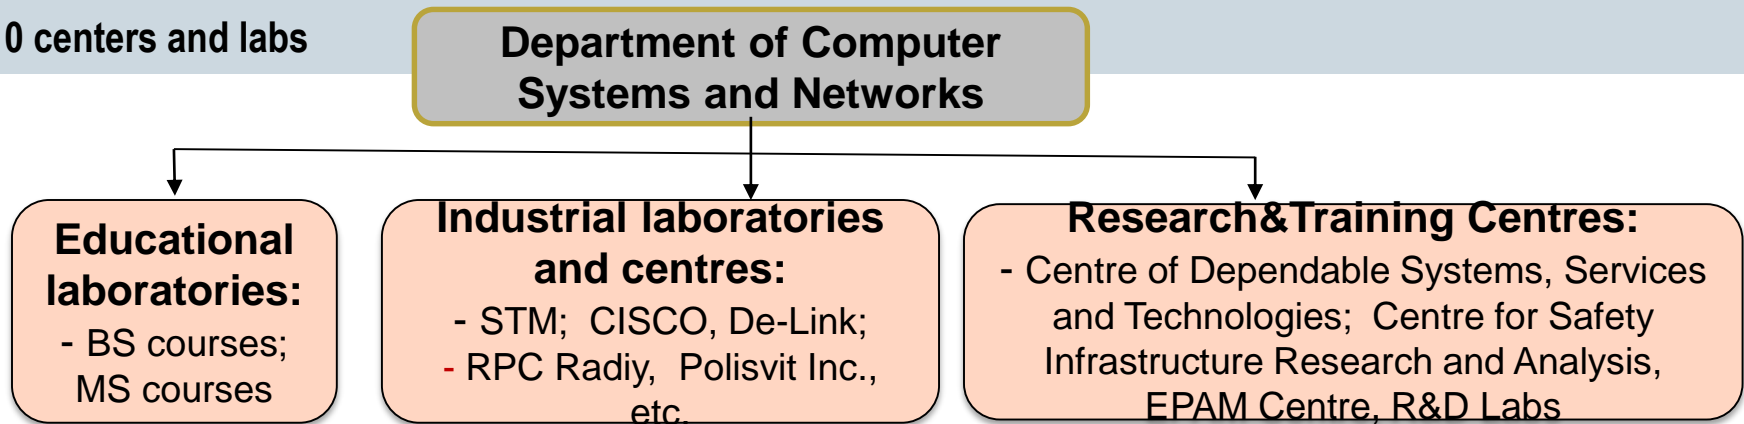 0 centers and labs
Department of Computer
Systems and Networks
Educational
laboratories:
- BS courses;
MS courses
Industrial laboratories
and centres:
- STM; CISCO, De-Link;
- RPC Radiy, Polisvit Inc.,
etc.
Research&Training Centres:
- Centre of Dependable Systems, Services
and Technologies; Centre for Safety
Infrastructure Research and Analysis,
EPAM Centre, R&D Labs